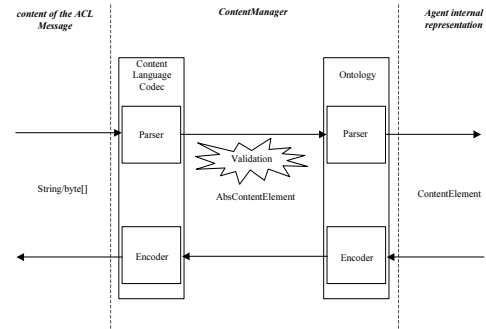 content of the ACL
Message
ContentManager
Agent internal
representation
Content
Language
Codec
Ontology
Parser
Parser
Validation
String/byte[]
AbsContentElement
ContentElement
Encoder
Encoder